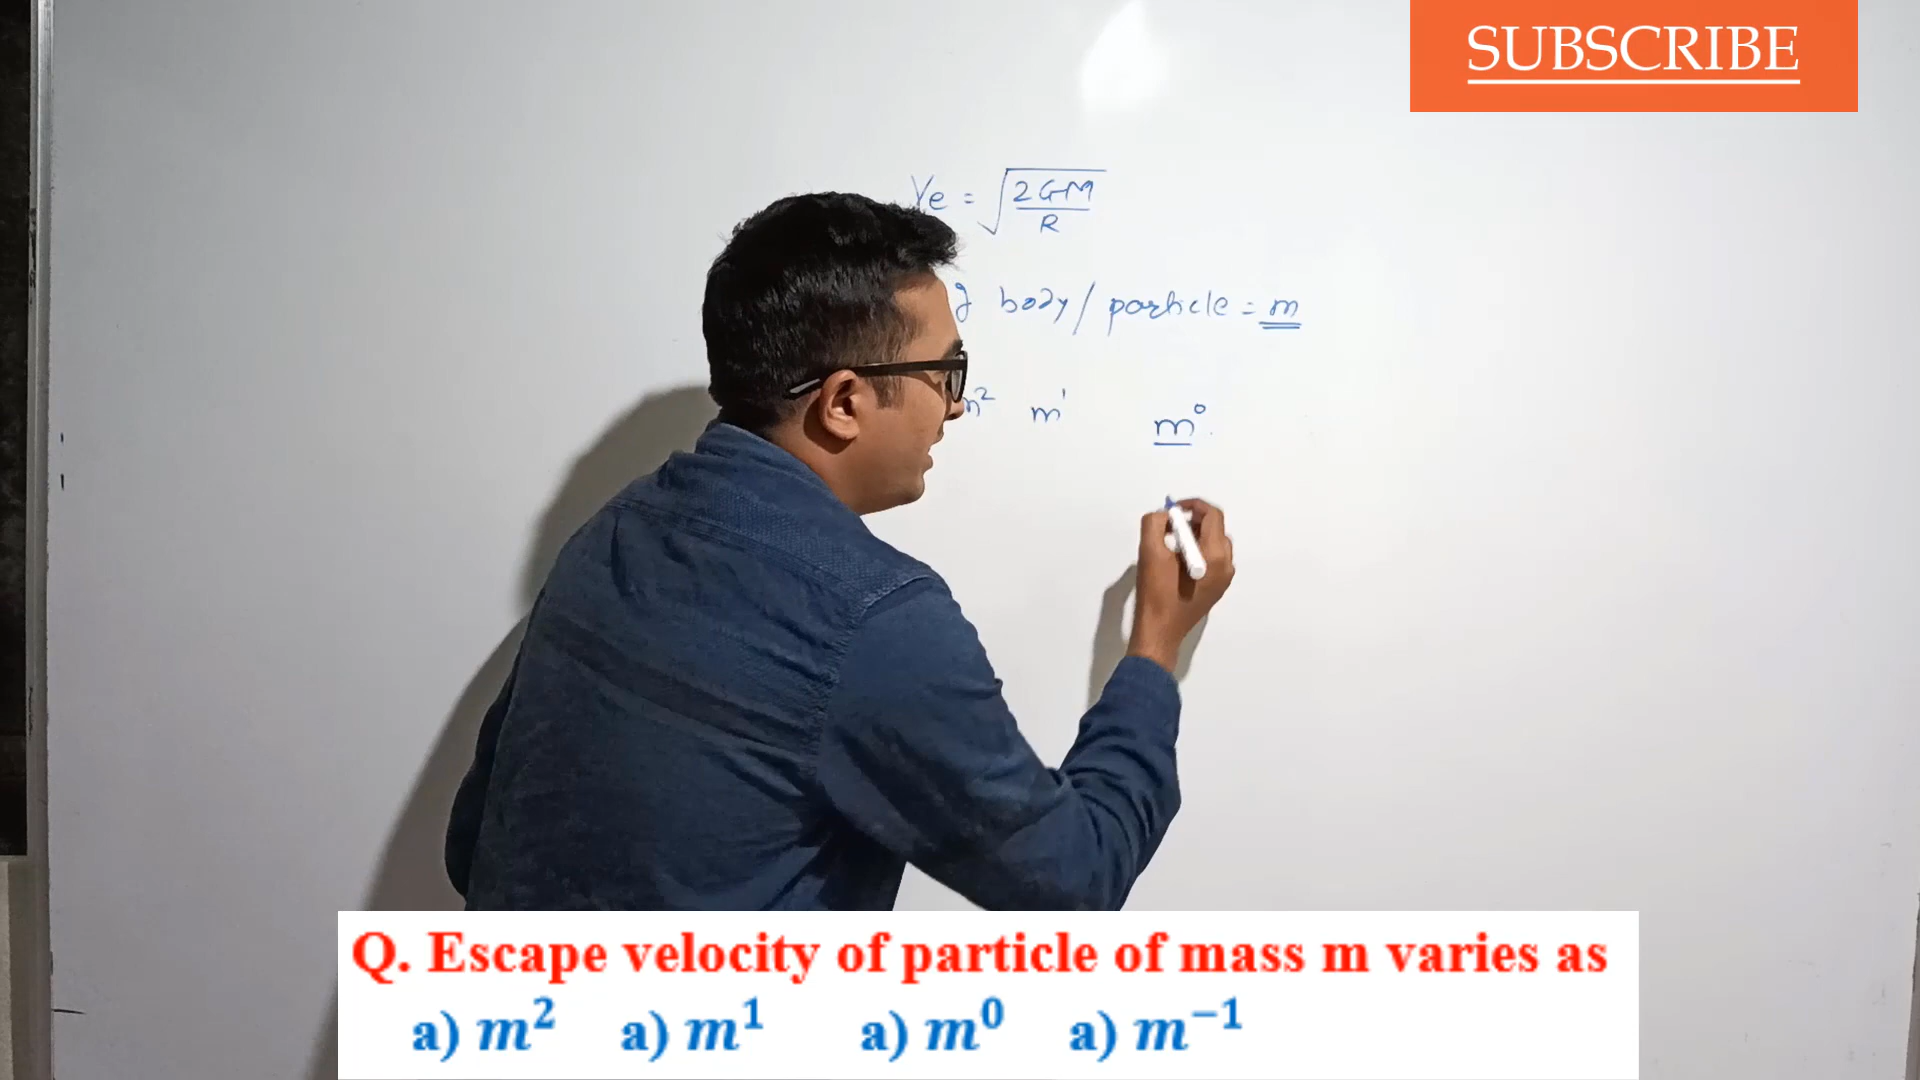 SUBSCRIBE
Ve = √2GM/R
body / particle = m
m² m¹ m⁰
Q. Escape velocity of particle of mass m varies as
a) m² a) m¹ a) m⁰ a) m⁻¹